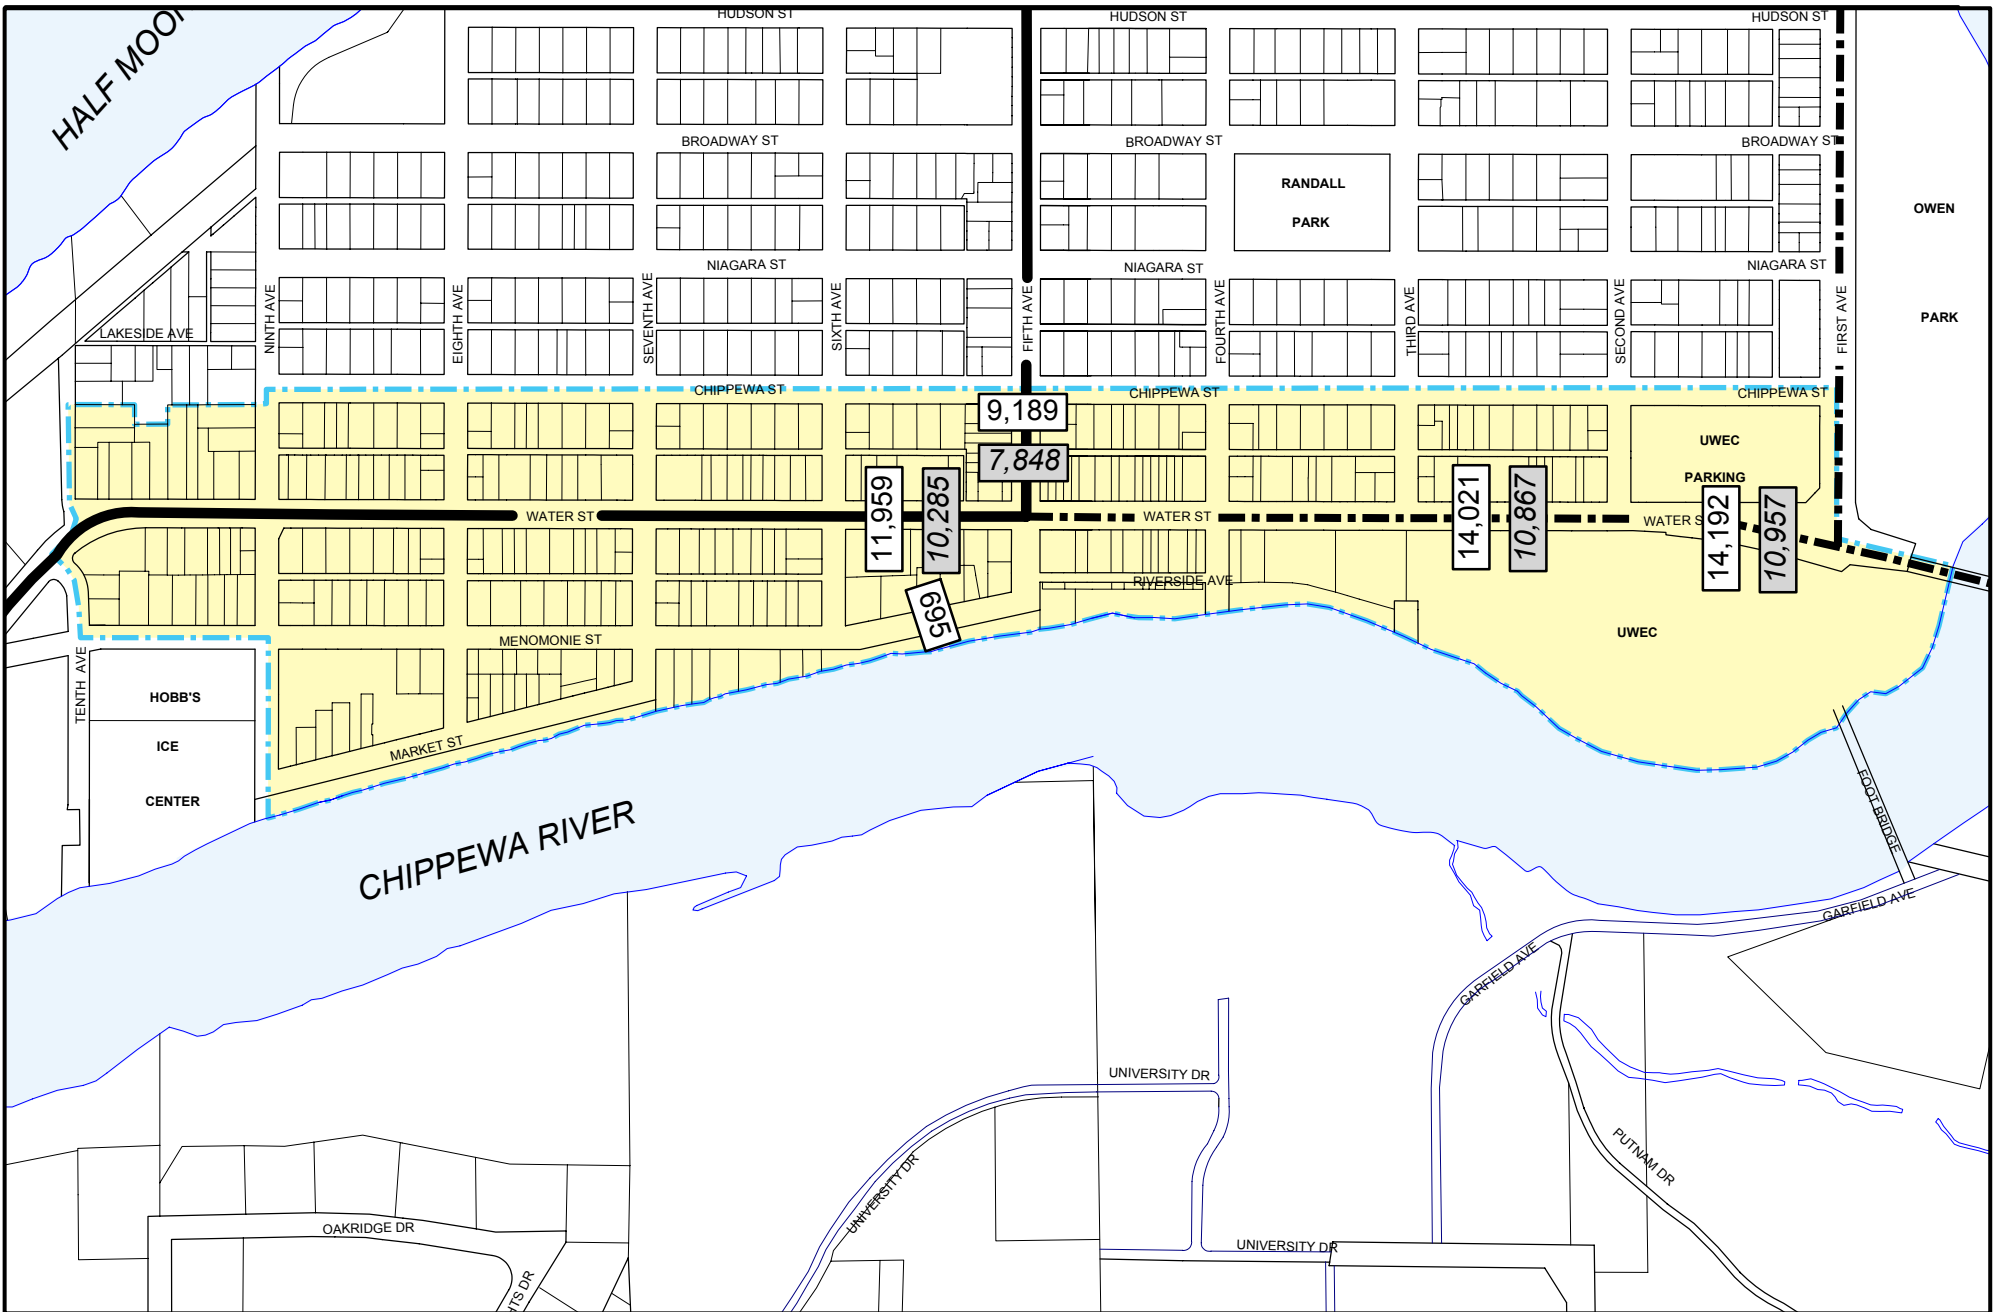 HUDSON ST
HUDSON ST
HUDSON ST
HALF MOON
BROADWAY ST
BROADWAY ST
BROADWAY ST
RANDALL
PARK
OWEN
PARK
NIAGARA ST
NIAGARA ST
NIAGARA ST
LAKESIDE AVE
NINTH AVE
EIGHTH AVE
SEVENTH AVE
SIXTH AVE
FIFTH AVE
FOURTH AVE
THIRD AVE
SECOND AVE
FIRST AVE
CHIPPEWA ST
CHIPPEWA ST
CHIPPEWA ST
9,189
7,848
UWEC
PARKING
11,959
10,285
14,021
10,867
14,192
10,957
WATER ST
WATER ST
WATER S
RIVERSIDE AVE
695
UWEC
MENOMONIE ST
TENTH AVE
HOBB'S
ICE
CENTER
MARKET ST
CHIPPEWA RIVER
FOOT BRIDGE
GARFIELD AVE
GARFIELD AVE
UNIVERSITY DR
UNIVERSITY DR
PUTNAM DR
OAKRIDGE DR
UNIVERSITY DR
HTS DR